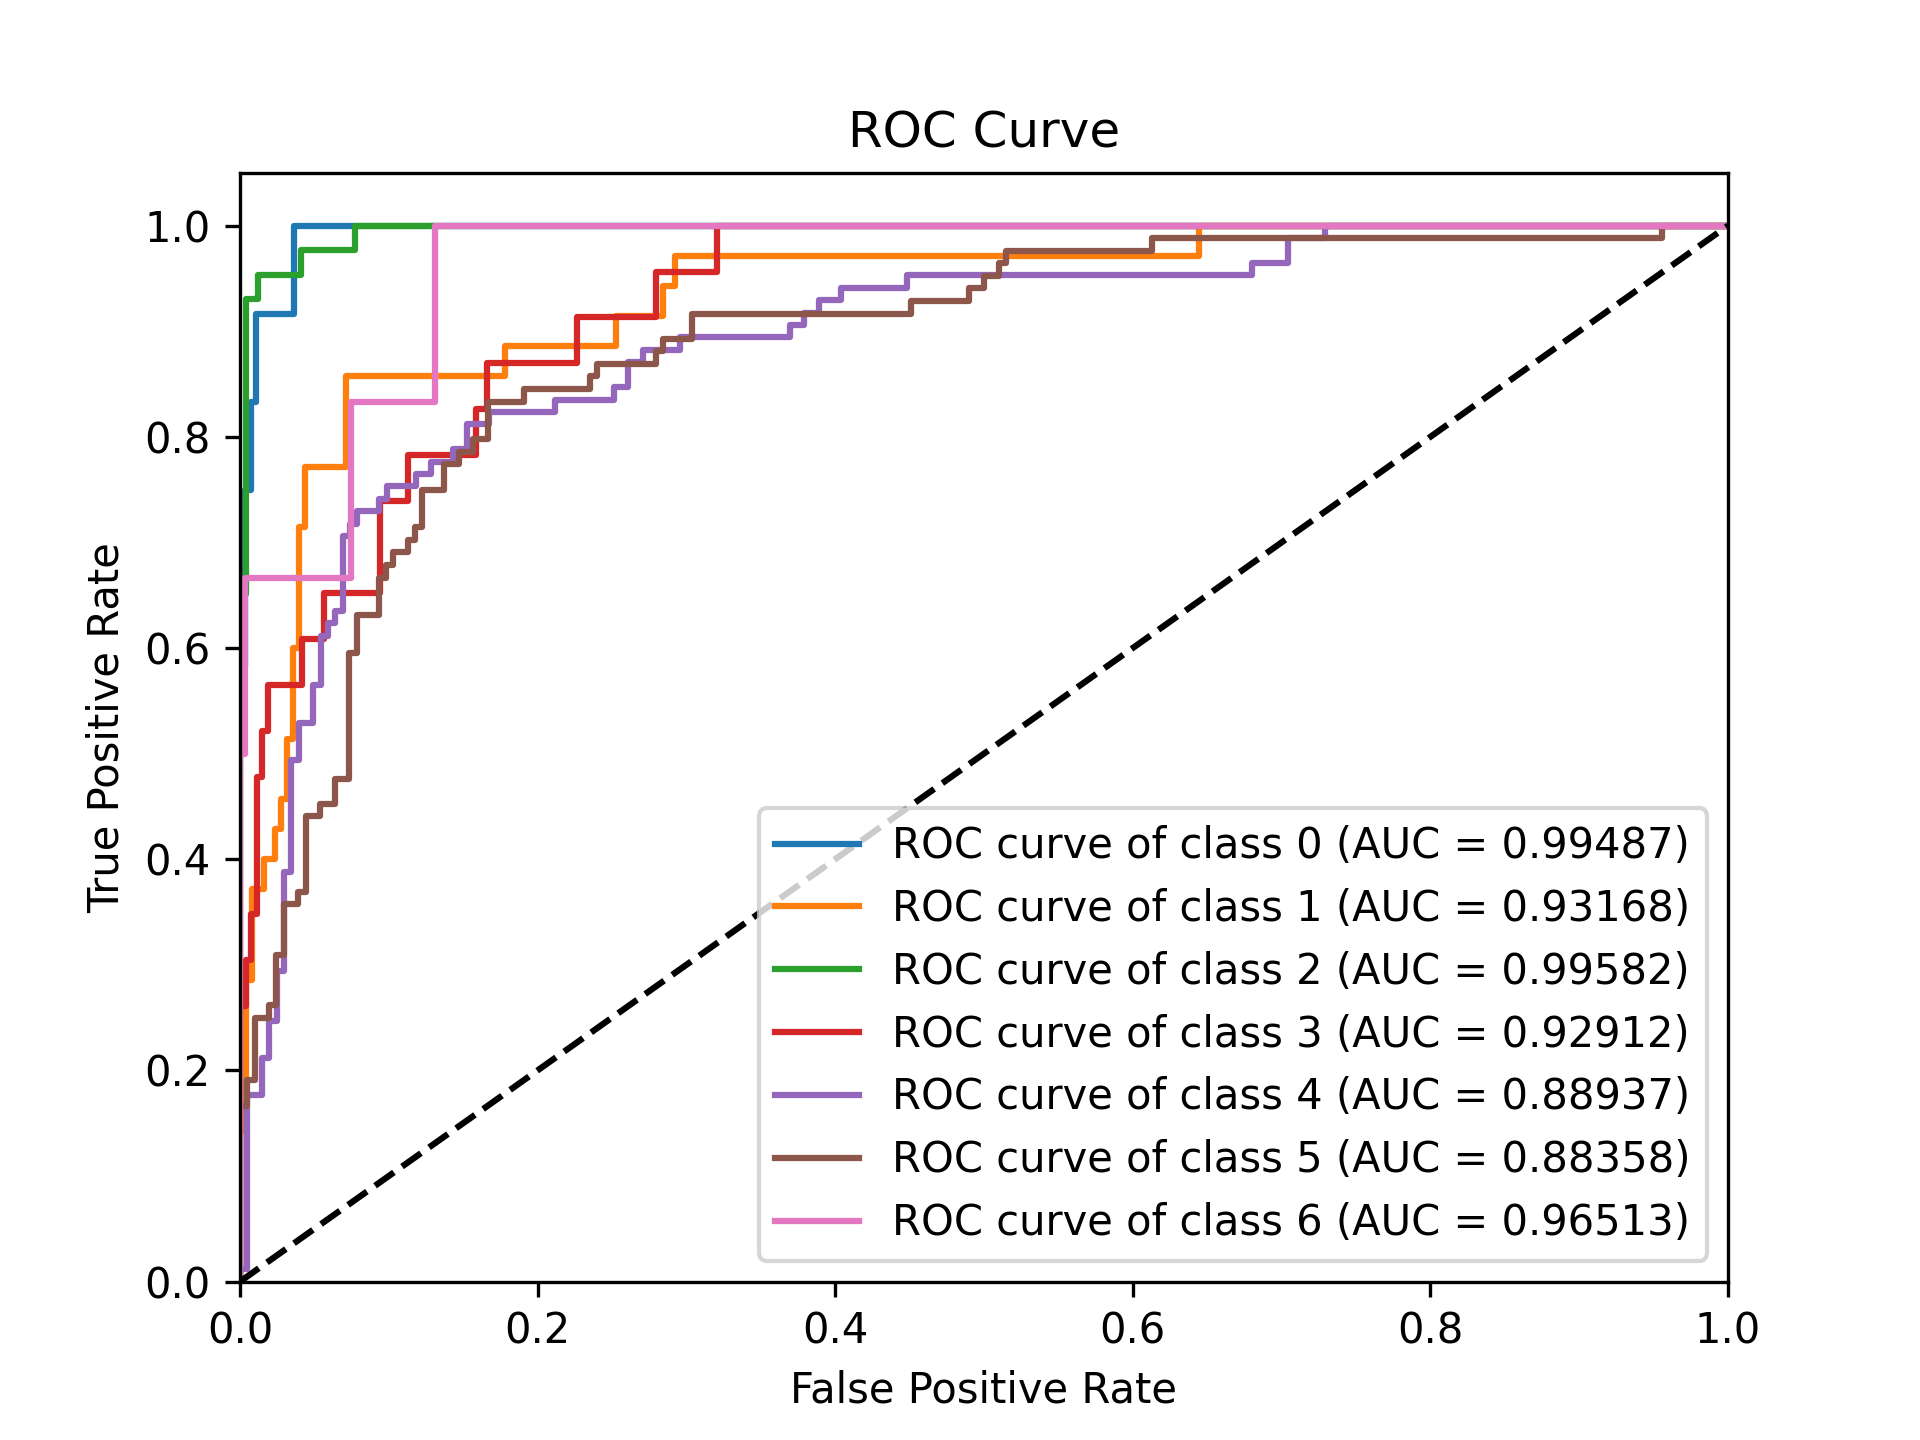 ROC Curve
True Positive Rate
1.0
0.8
0.6
0.4
0.2
0.0
ROC curve of class 0 (AUC = 0.99487)
ROC curve of class 1 (AUC = 0.93168)
ROC curve of class 2 (AUC = 0.99582)
ROC curve of class 3 (AUC = 0.92912)
ROC curve of class 4 (AUC = 0.88937)
ROC curve of class 5 (AUC = 0.88358)
ROC curve of class 6 (AUC = 0.96513)
0.0 0.2 0.4 0.6 0.8 1.0
False Positive Rate